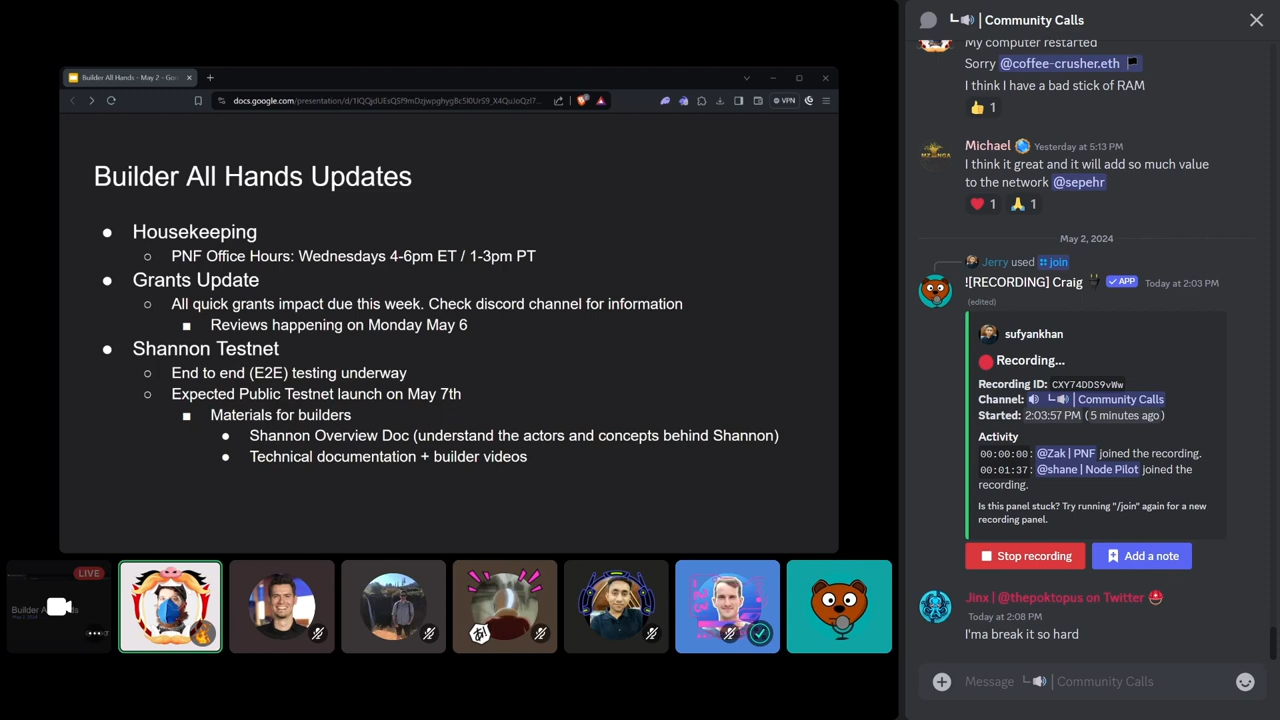 Builder All Hands - May 2 - Goo
docs.google.com/presentation/d/
VPN
Builder All Hands Updates
● Housekeeping
○ PNF Office Hours: Wednesdays 4-6pm ET / 1-3pm PT
● Grants Update
○ All quick grants impact due this week. Check discord channel for information
■ Reviews happening on Monday May 6
● Shannon Testnet
○ End to end (E2E) testing underway
○ Expected Public Testnet launch on May 7th
■ Materials for builders
● Shannon Overview Doc (understand the actors and concepts behind Shannon)
● Technical documentation + builder videos
LIVE
Community Calls
My computer restarted
Sorry @coffee-crusher.eth 🏴
I think I have a bad stick of RAM
👍 1
Michael Yesterday at 5:13 PM
I think it great and it will add so much value
to the network @sepehr
❤️ 1 🙏 1
May 2, 2024
Jerry used join
![RECORDING] Craig ✓ APP Today at 2:03 PM
(edited)
sufyankhan
🔴 Recording...
Recording ID: CXY74DDS9vWw
Channel: Community Calls
Started: 2:03:57 PM (5 minutes ago)
Activity
00:00:00: @Zak | PNF joined the recording.
00:01:37: @shane | Node Pilot joined the
recording.
Is this panel stuck? Try running "/join" again for a new
recording panel.
Stop recording Add a note
Jinx | @thepoktopus on Twitter
Today at 2:08 PM
I'ma break it so hard
Message Community Calls